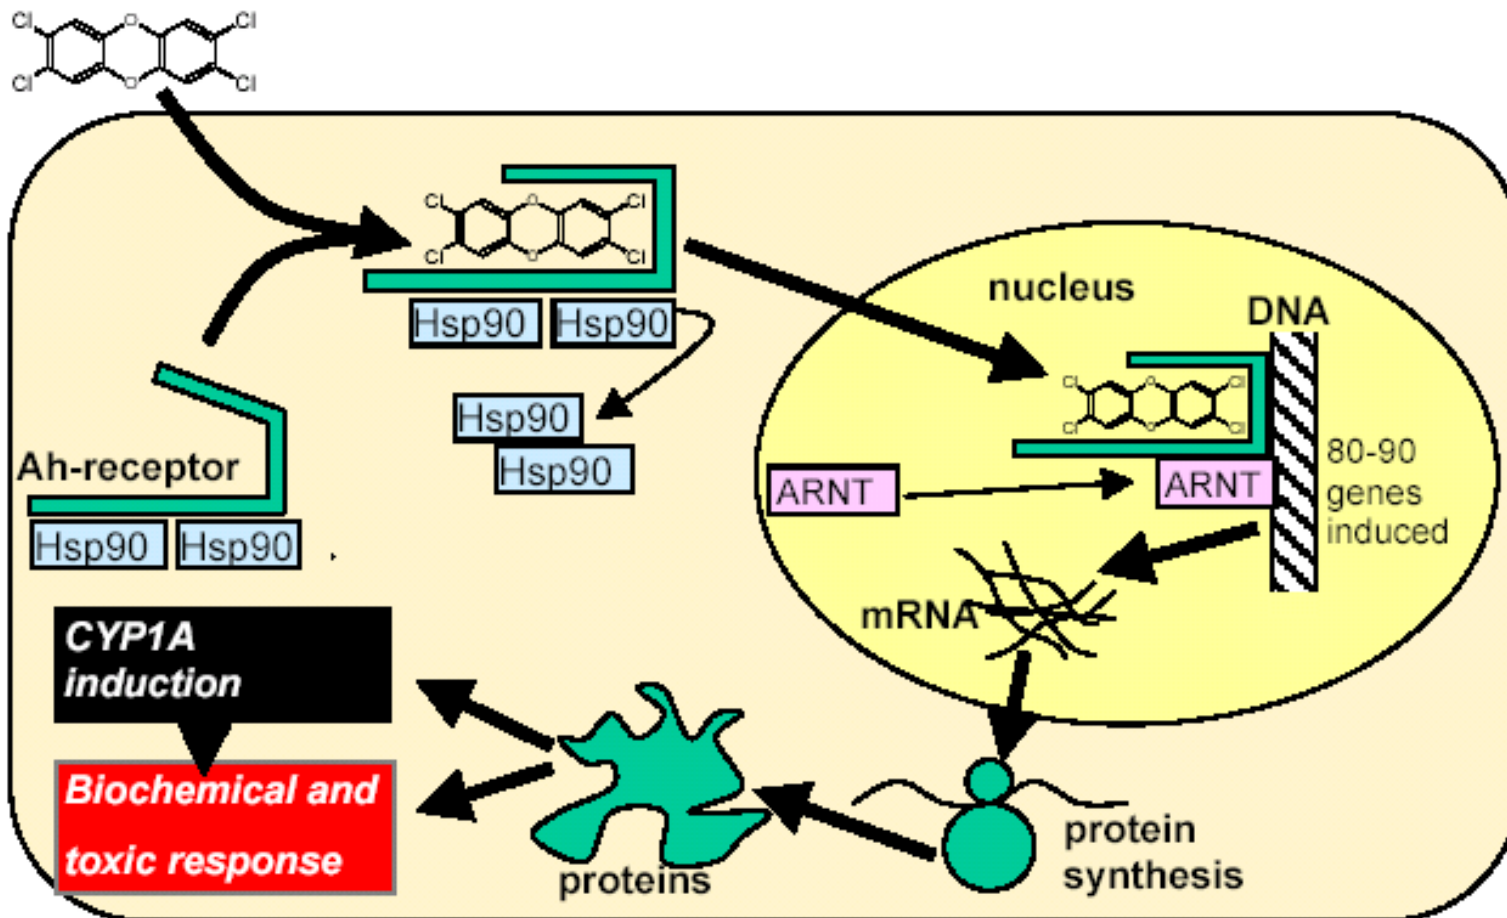 Cl
O
Cl
Cl
O
Cl
Cl
O
Cl
Cl
O
Cl
Hsp90
Hsp90
Hsp90
Hsp90
Ah-receptor
Hsp90
Hsp90
nucleus
DNA
Cl
O
Cl
Cl
O
Cl
ARNT
ARNT
80-90
genes
induced
mRNA
protein
synthesis
proteins
CYP1A
induction
Biochemical and
toxic response